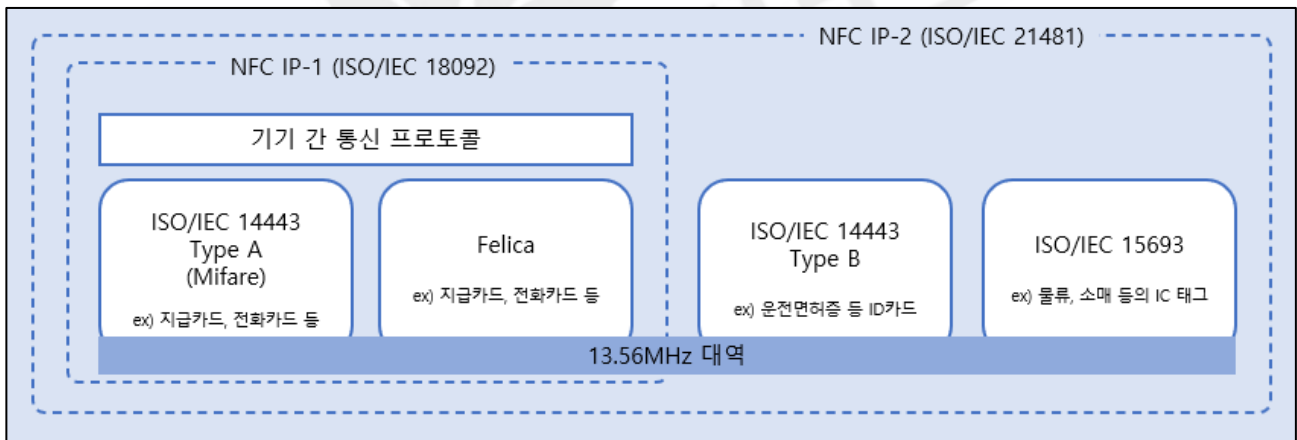 NFC IP-2 (ISO/IEC 21481)
NFC IP-1 (ISO/IEC 18092)
기기 간 통신 프로토콜
ISO/IEC 14443
Type A
(Mifare)
ex) 지급카드, 전화카드 등
Felica
ex) 지급카드, 전화카드 등
ISO/IEC 14443
Type B
ex) 운전면허증 등 ID카드
ISO/IEC 15693
ex) 물류, 소매 등의 IC 태그
13.56MHz 대역